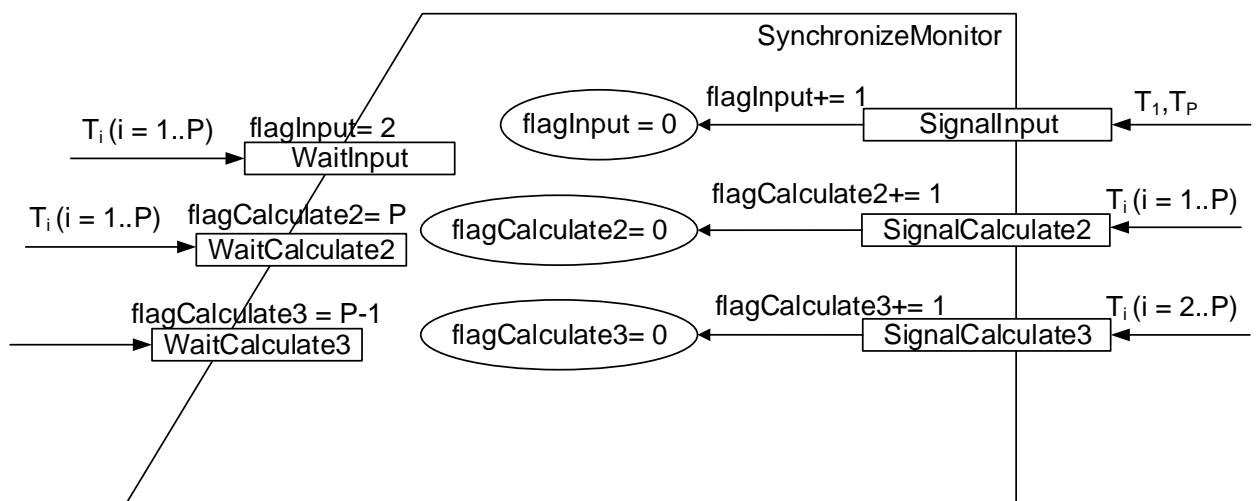 SynchronizeMonitor
flagInput+= 1
flagInput = 0
SignalInput
T₁,Tₚ
Tᵢ (i = 1..P)
flagInput= 2
WaitInput
flagCalculate2+= 1
Tᵢ (i = 1..P)
flagCalculate2= P
Tᵢ (i = 1..P)
WaitCalculate2
flagCalculate2= 0
SignalCalculate2
flagCalculate3 = P-1
flagCalculate3+= 1
Tᵢ (i = 2..P)
WaitCalculate3
flagCalculate3= 0
SignalCalculate3